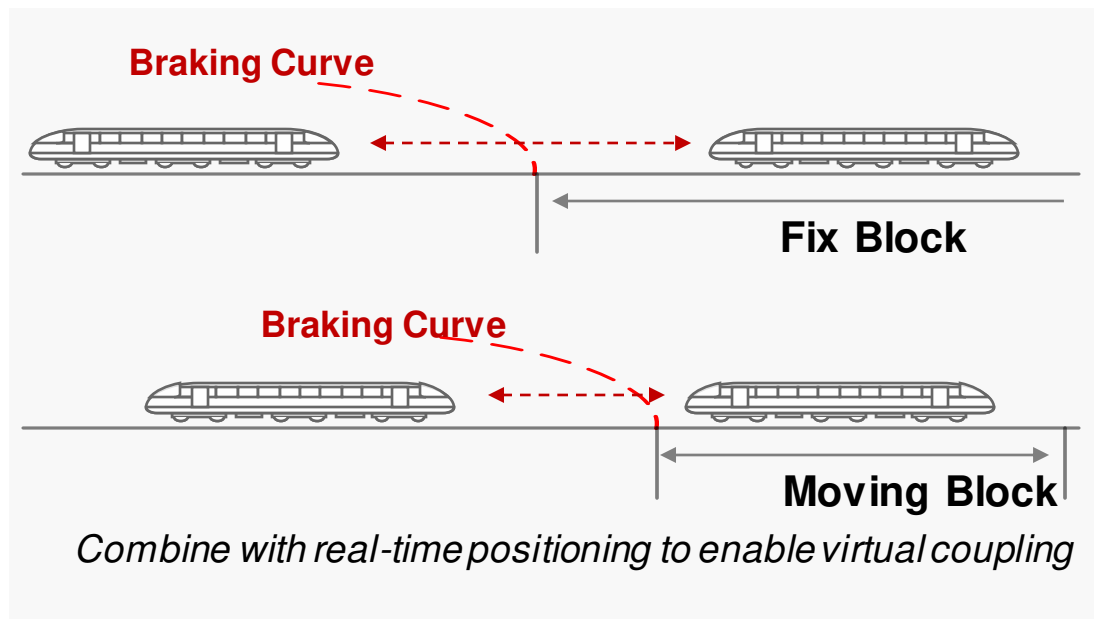 Braking Curve
Fix Block
Braking Curve
Moving Block
Combine with real-time positioning to enable virtual coupling